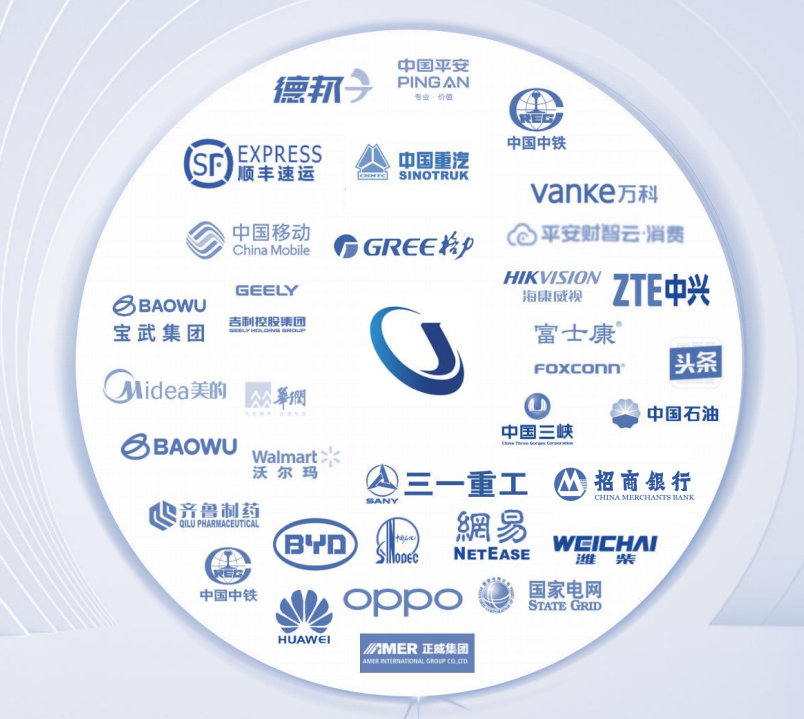 德邦
中国平安
PING AN
专业·价值
CREC
中国中铁
SF EXPRESS
顺丰速运
CNHTC
中国重汽
SINOTRUK
vanke万科
中国移动
China Mobile
GREE格力
平安财智云·消费
HIKVISION
海康威视
ZTE中兴
GEELY
吉利控股集团
GEELY HOLDING GROUP
BAOWU
宝武集团
富士康®
FOXCONN®
头条
Midea美的
华润
中国三峡
China Three Gorges Corporation
中国石油
BAOWU
Walmart
沃尔玛
SANY
三一重工
招商银行
CHINA MERCHANTS BANK
齐鲁制药
QILU PHARMACEUTICAL
BYD
SINOPEC
網易
NETEASE
WEICHAI
潍柴
CREC
中国中铁
HUAWEI
oppo
国家电网
STATE GRID
AMER 正威集团
AMER INTERNATIONAL GROUP CO.,LTD.